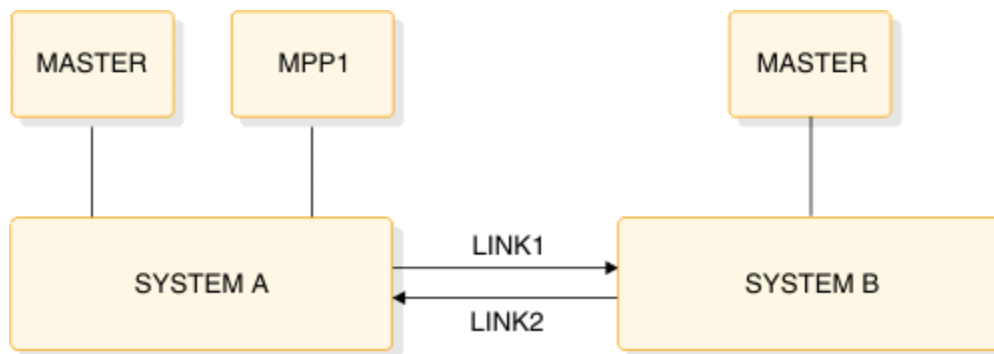 MASTER
MPP1
MASTER
LINK1
SYSTEM A
SYSTEM B
LINK2